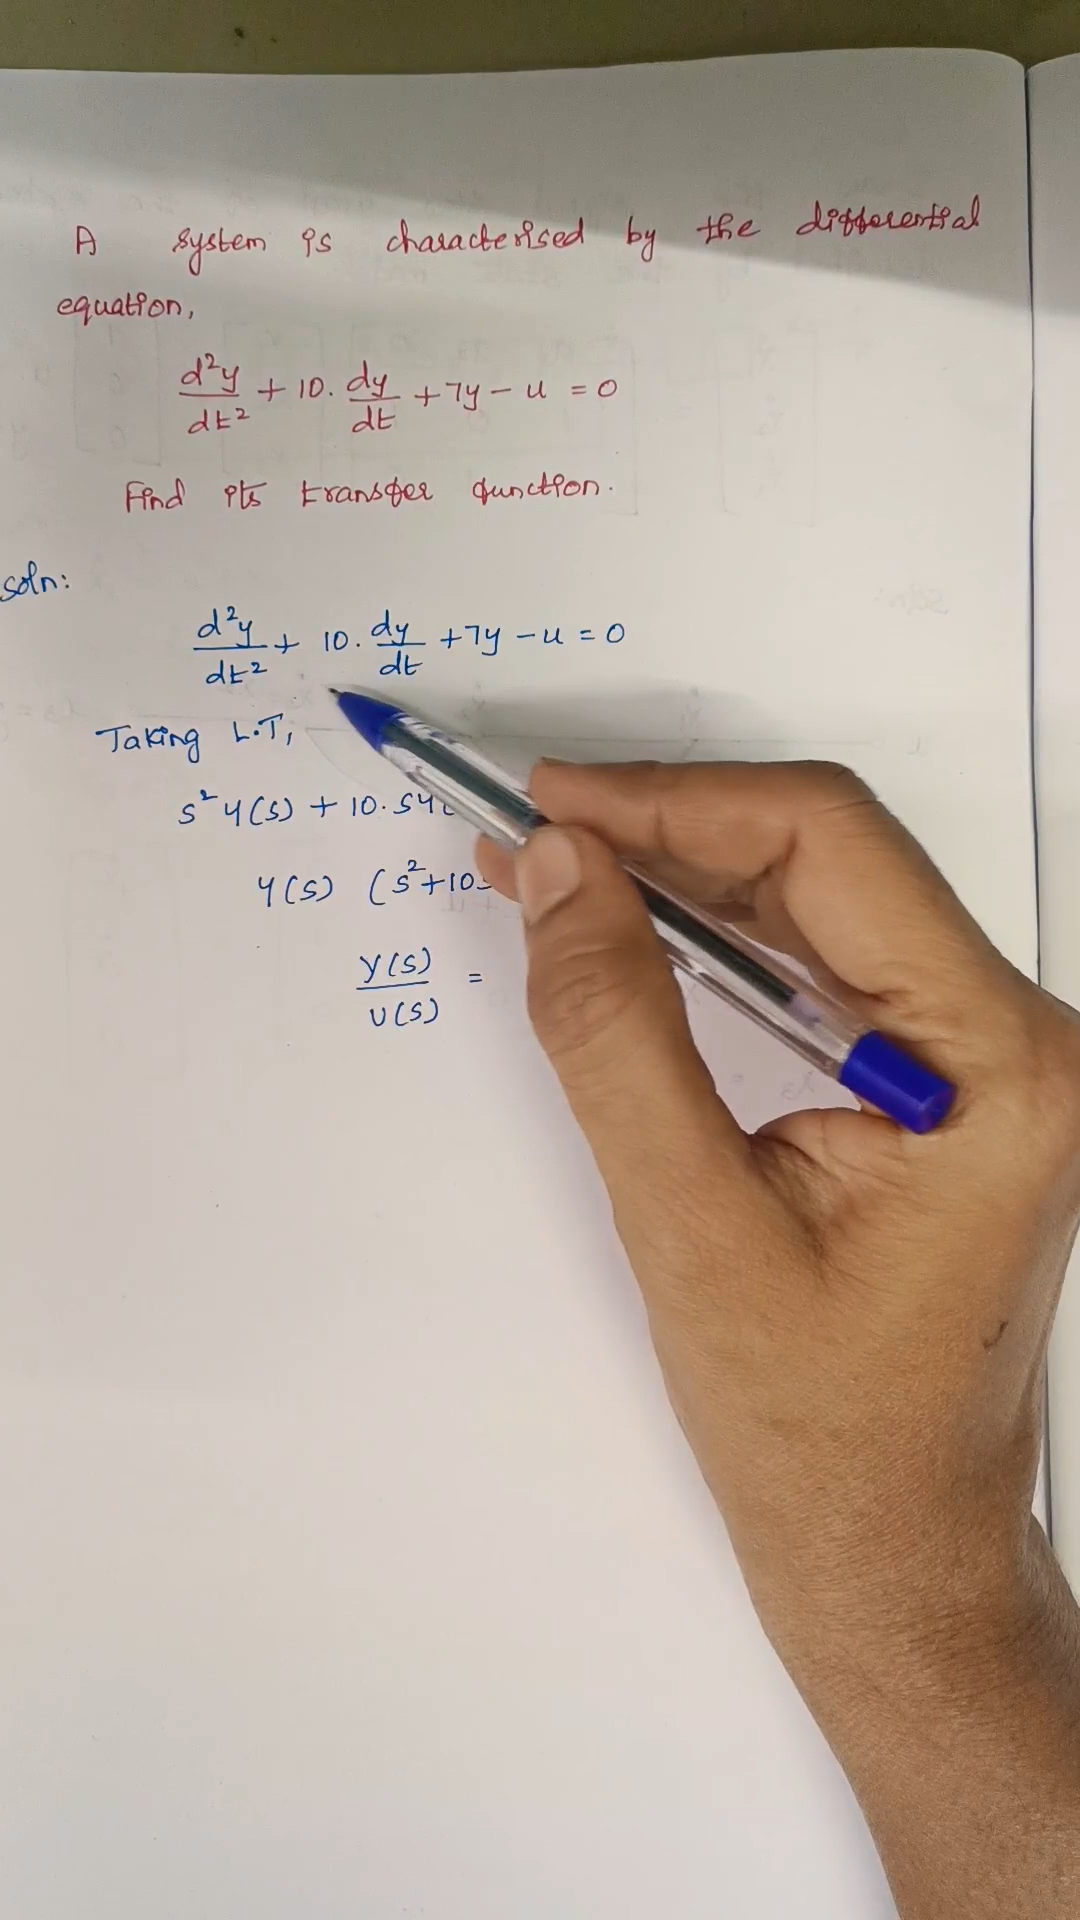 A system is characterised by the differential
equation,
d²y/dt² + 10. dy/dt + 7y - u = 0
Find its transfer function.
soln:
d²y/dt² + 10. dy/dt + 7y - u = 0
Taking L.T,
s² Y(s) + 10. sY
Y(s) (s² + 10
Y(s)/U(s) =